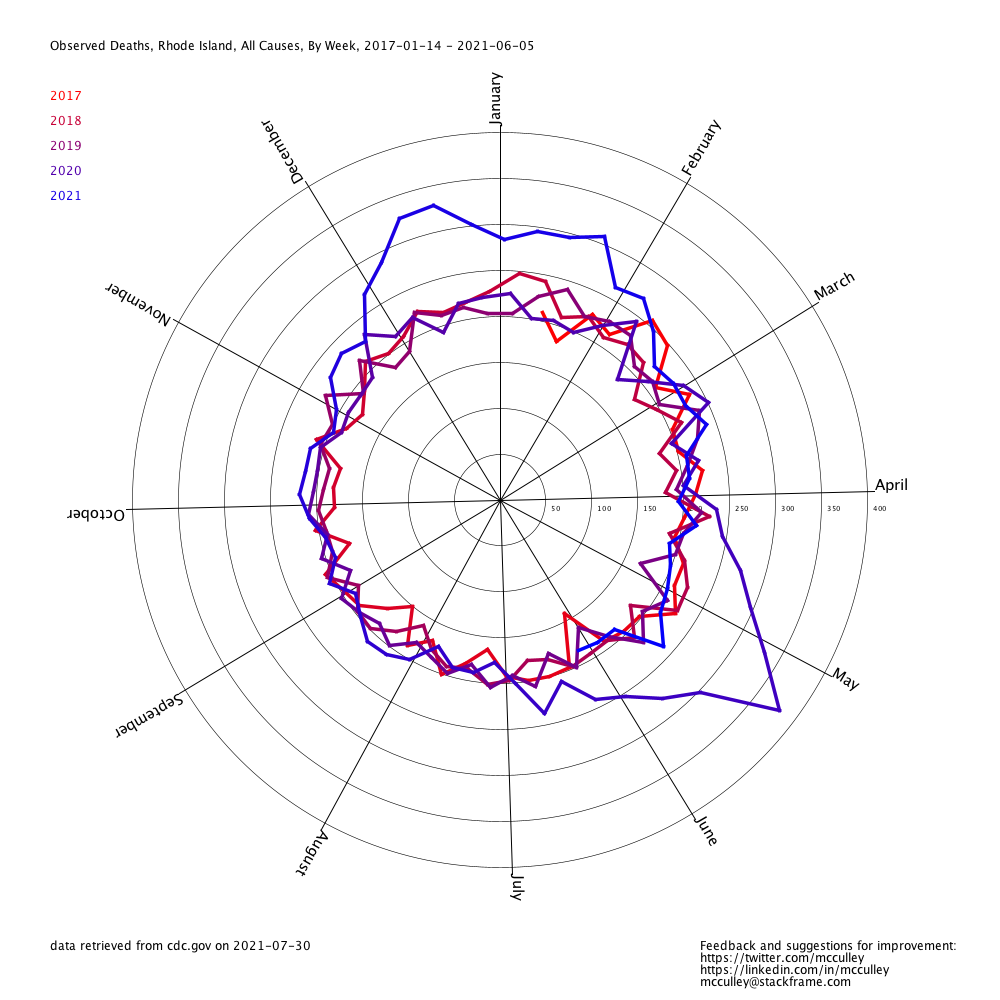 Observed Deaths, Rhode Island, All Causes, By Week, 2017-01-14 - 2021-06-05
January
2017
2018
2019
2020
2021
December
February
November
March
April
October
50
100
150
250
300
350
400
May
September
June
August
July
data retrieved from cdc.gov on 2021-07-30
Feedback and suggestions for improvement:
https://twitter.com/mcculley
https://linkedin.com/in/mcculley
mcculley@stackframe.com